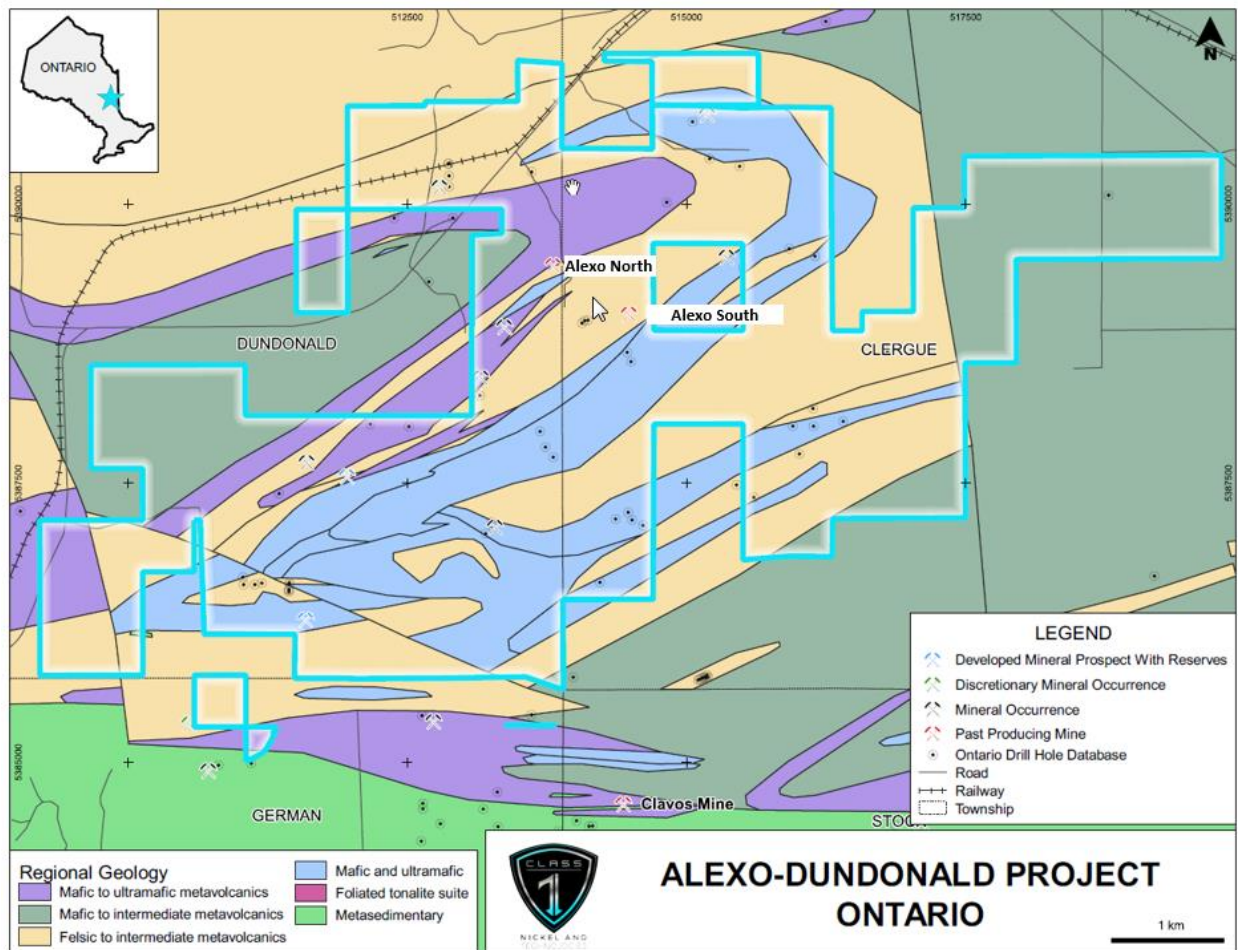 512500
515000
517500
ONTARIO
N
5390000
5390000
Alexo North
Alexo South
DUNDONALD
CLERGUE
5387500
5387500
5385000
GERMAN
Clavos Mine
STOCK
LEGEND
Developed Mineral Prospect With Reserves
Discretionary Mineral Occurrence
Mineral Occurrence
Past Producing Mine
Ontario Drill Hole Database
Road
Railway
Township
Regional Geology
Mafic to ultramafic metavolcanics
Mafic to intermediate metavolcanics
Felsic to intermediate metavolcanics
Mafic and ultramafic
Foliated tonalite suite
Metasedimentary
CLASS
1
NICKEL AND
TECHNOLOGIES
ALEXO-DUNDONALD PROJECT
ONTARIO
1 km